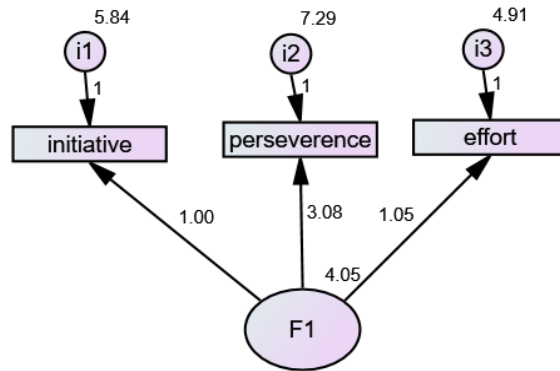 5.84
7.29
4.91
i1
i2
i3
1
1
1
initiative
perseverence
effort
1.00
3.08
1.05
4.05
F1